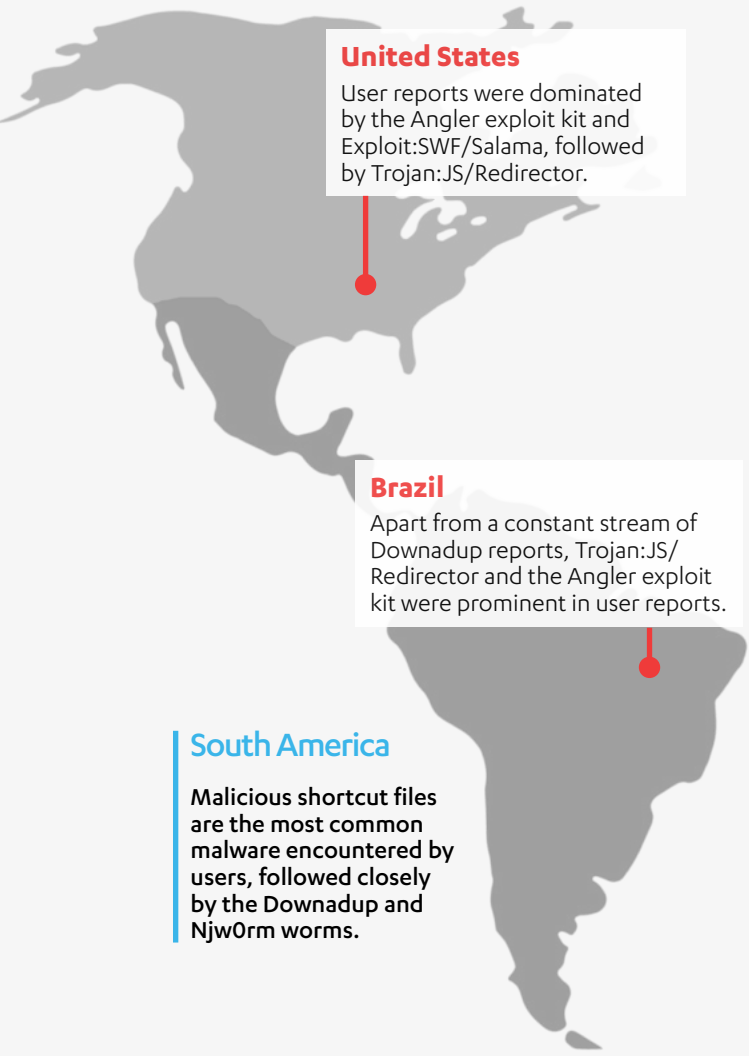 United States
User reports were dominated
by the Angler exploit kit and
Exploit:SWF/Salama, followed
by Trojan:JS/Redirector.
Brazil
Apart from a constant stream of
Downadup reports, Trojan:JS/
Redirector and the Angler exploit
kit were prominent in user reports.
South America
Malicious shortcut files
are the most common
malware encountered by
users, followed closely
by the Downadup and
Njw0rm worms.